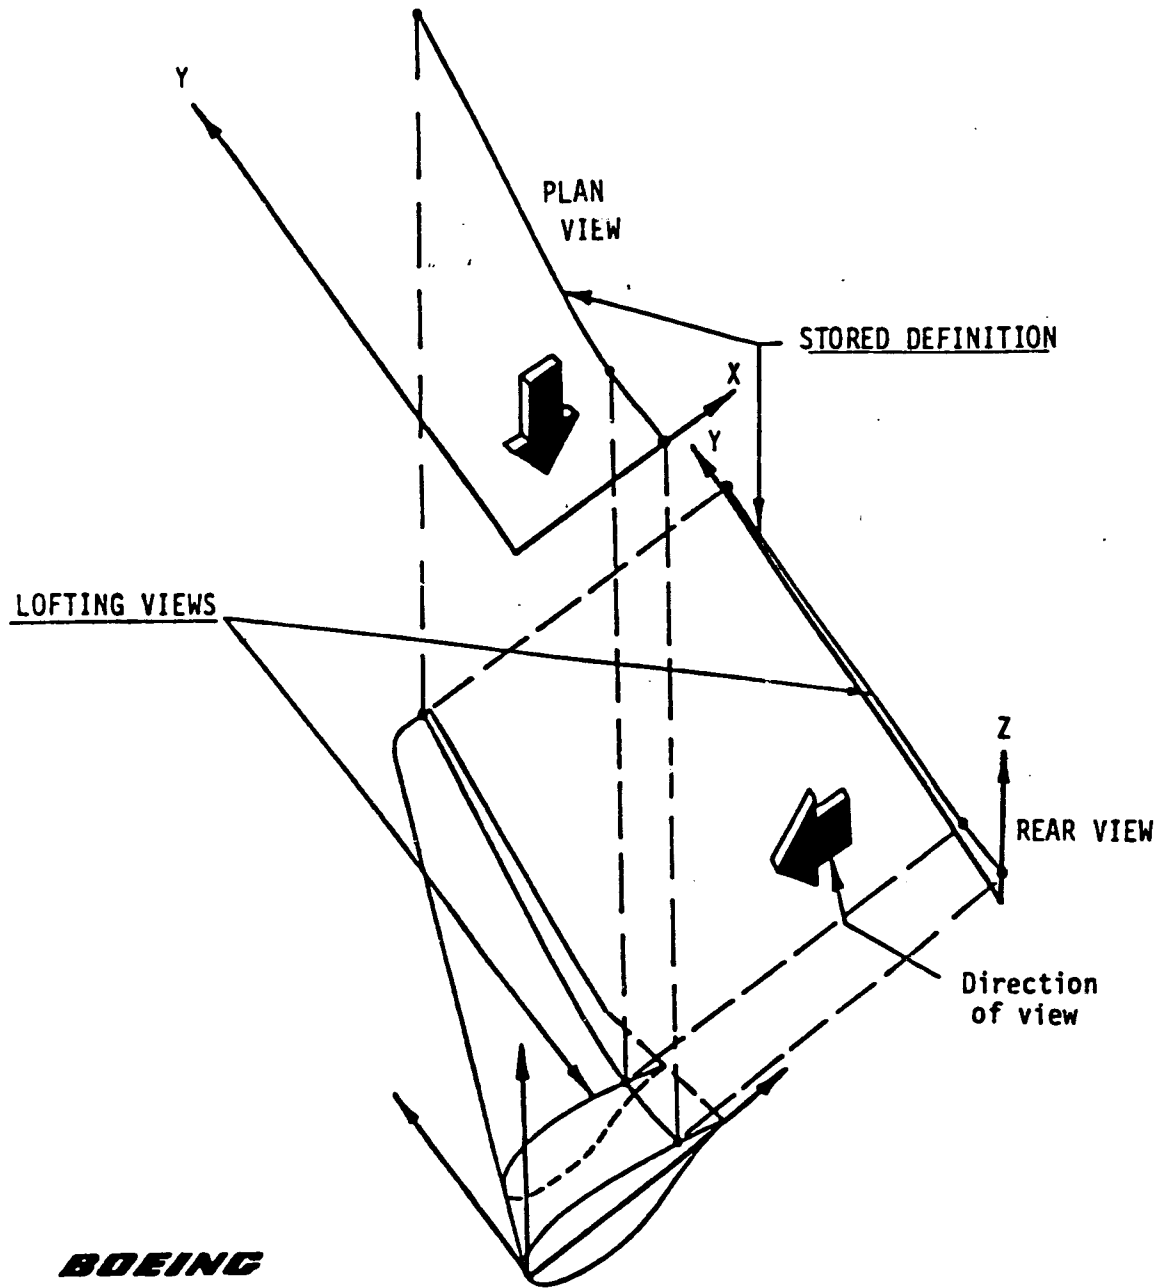 Y
PLAN
VIEW
STORED DEFINITION
X
Y
LOFTING VIEWS
Z
REAR VIEW
Direction
of view
BOEING